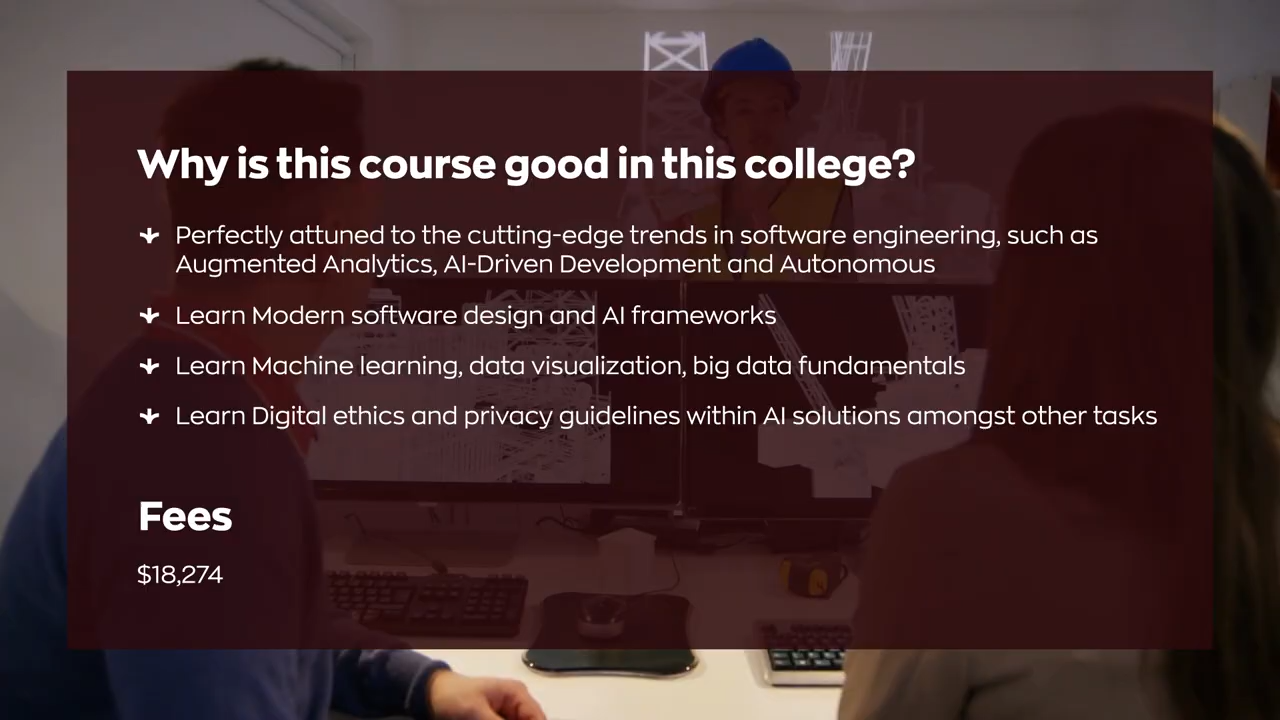 Why is this course good in this college?
Perfectly attuned to the cutting-edge trends in software engineering, such as
Augmented Analytics, AI-Driven Development and Autonomous
Learn Modern software design and AI frameworks
Learn Machine learning, data visualization, big data fundamentals
Learn Digital ethics and privacy guidelines within AI solutions amongst other tasks
Fees
$18,274